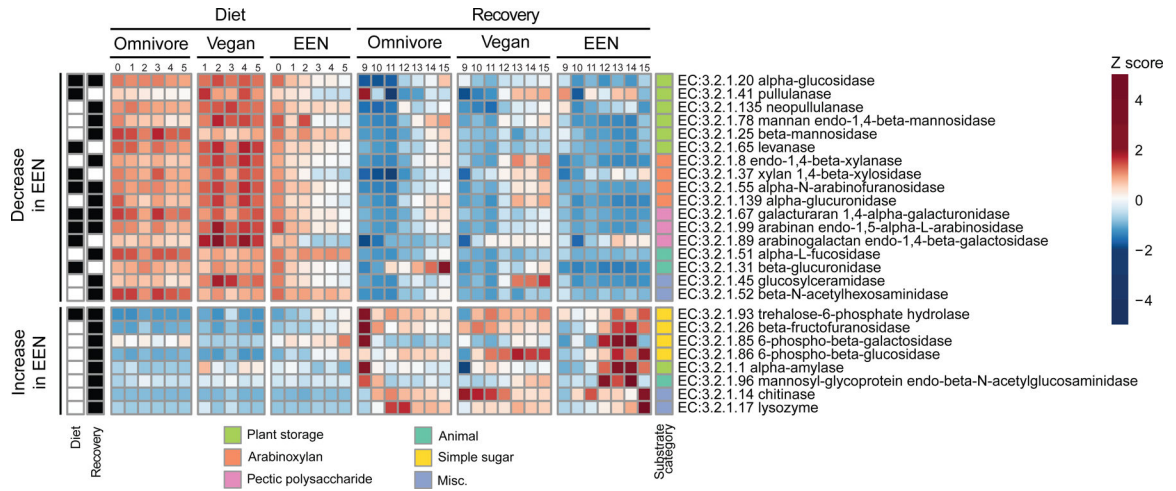 Diet Recovery
Omnivore Vegan EEN Omnivore Vegan EEN
0 1 2 3 4 5 1 2 3 4 5 0 1 2 3 4 5 9 10 11 12 13 14 15 9 10 11 12 13 14 15 9 10 11 12 13 14 15
Z score
Decrease
in EEN
EC:3.2.1.20 alpha-glucosidase
EC:3.2.1.41 pullulanase
EC:3.2.1.135 neopullulanase
EC:3.2.1.78 mannan endo-1,4-beta-mannosidase
EC:3.2.1.25 beta-mannosidase
EC:3.2.1.65 levanase
EC:3.2.1.8 endo-1,4-beta-xylanase
EC:3.2.1.37 xylan 1,4-beta-xylosidase
EC:3.2.1.55 alpha-N-arabinofuranosidase
EC:3.2.1.139 alpha-glucuronidase
EC:3.2.1.67 galacturaran 1,4-alpha-galacturonidase
EC:3.2.1.99 arabinan endo-1,5-alpha-L-arabinosidase
EC:3.2.1.89 arabinogalactan endo-1,4-beta-galactosidase
EC:3.2.1.51 alpha-L-fucosidase
EC:3.2.1.31 beta-glucuronidase
EC:3.2.1.45 glucosylceramidase
EC:3.2.1.52 beta-N-acetylhexosaminidase
Increase
in EEN
EC:3.2.1.93 trehalose-6-phosphate hydrolase
EC:3.2.1.26 beta-fructofuranosidase
EC:3.2.1.85 6-phospho-beta-galactosidase
EC:3.2.1.86 6-phospho-beta-glucosidase
EC:3.2.1.1 alpha-amylase
EC:3.2.1.96 mannosyl-glycoprotein endo-beta-N-acetylglucosaminidase
EC:3.2.1.14 chitinase
EC:3.2.1.17 lysozyme
4
2
0
−2
−4
Diet
Recovery
Substrate
category
Plant storage
Arabinoxylan
Pectic polysaccharide
Animal
Simple sugar
Misc.